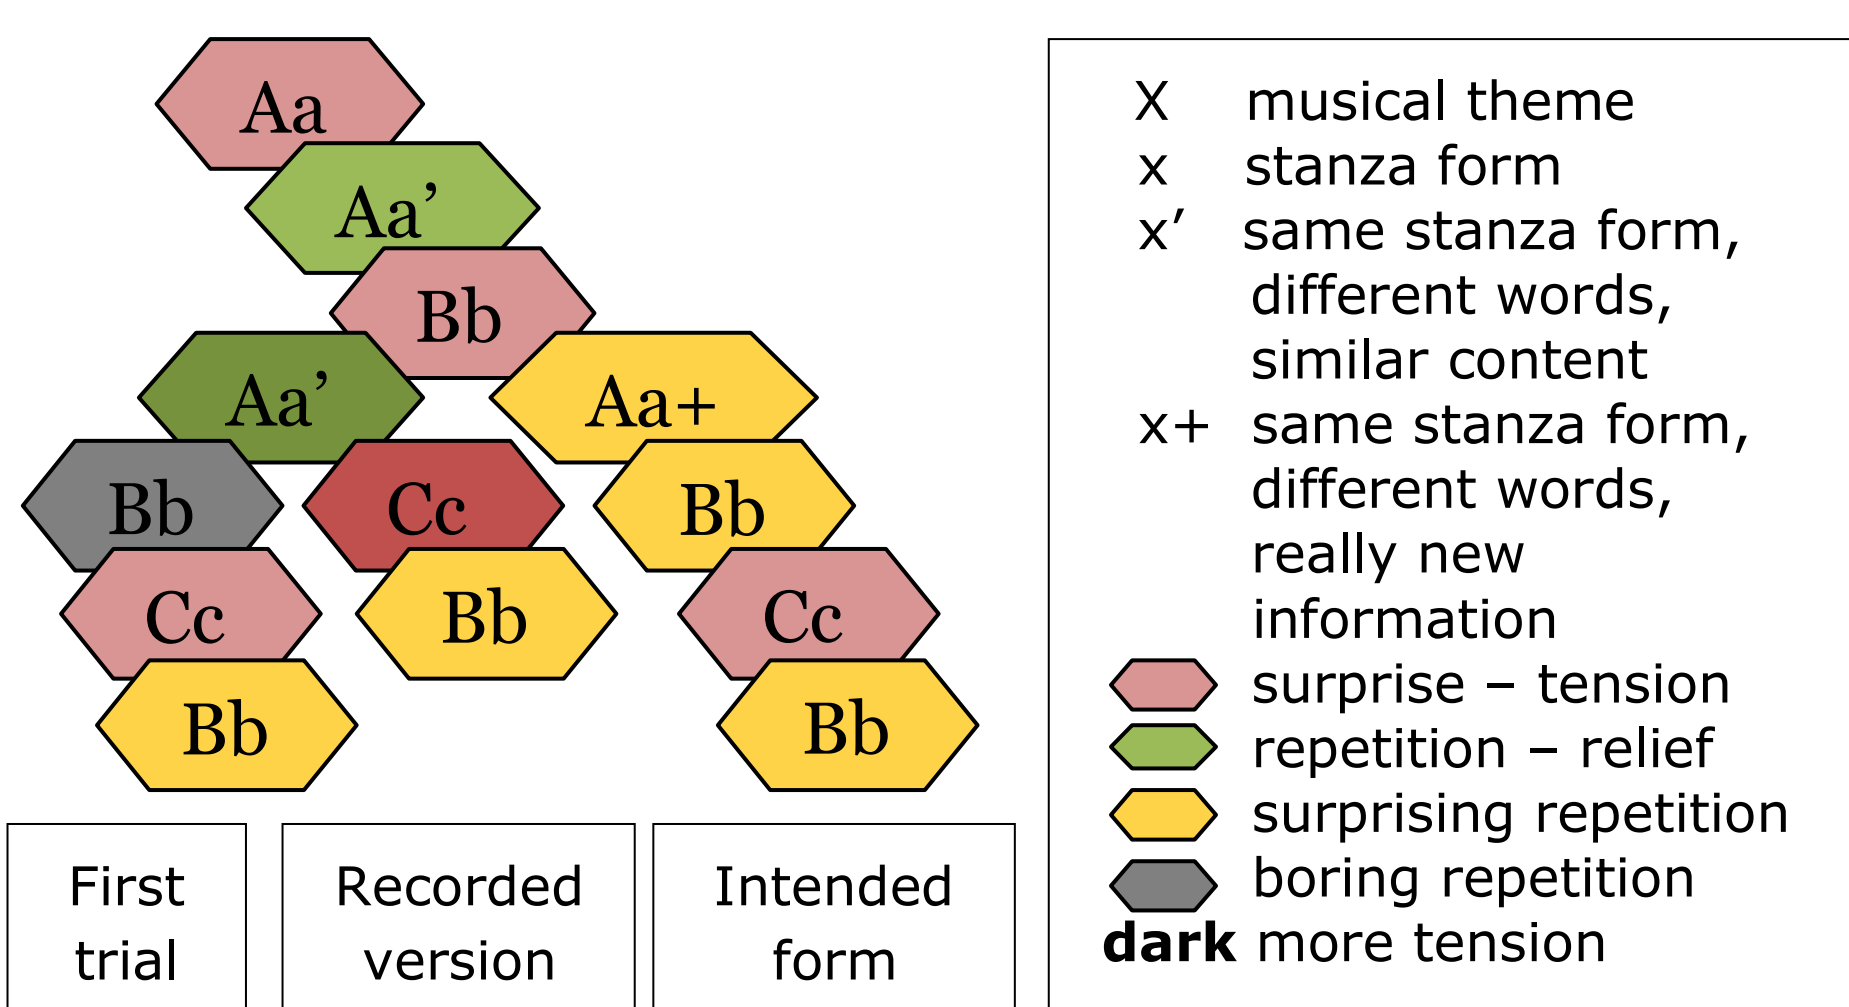 Aa
Aa’
Bb
Aa’
Aa+
Bb
Cc
Bb
Cc
Bb
Cc
Bb
Bb
First
trial
Recorded
version
Intended
form
X musical theme
x stanza form
x’ same stanza form,
different words,
similar content
x+ same stanza form,
different words,
really new
information
surprise – tension
repetition – relief
surprising repetition
boring repetition
dark more tension